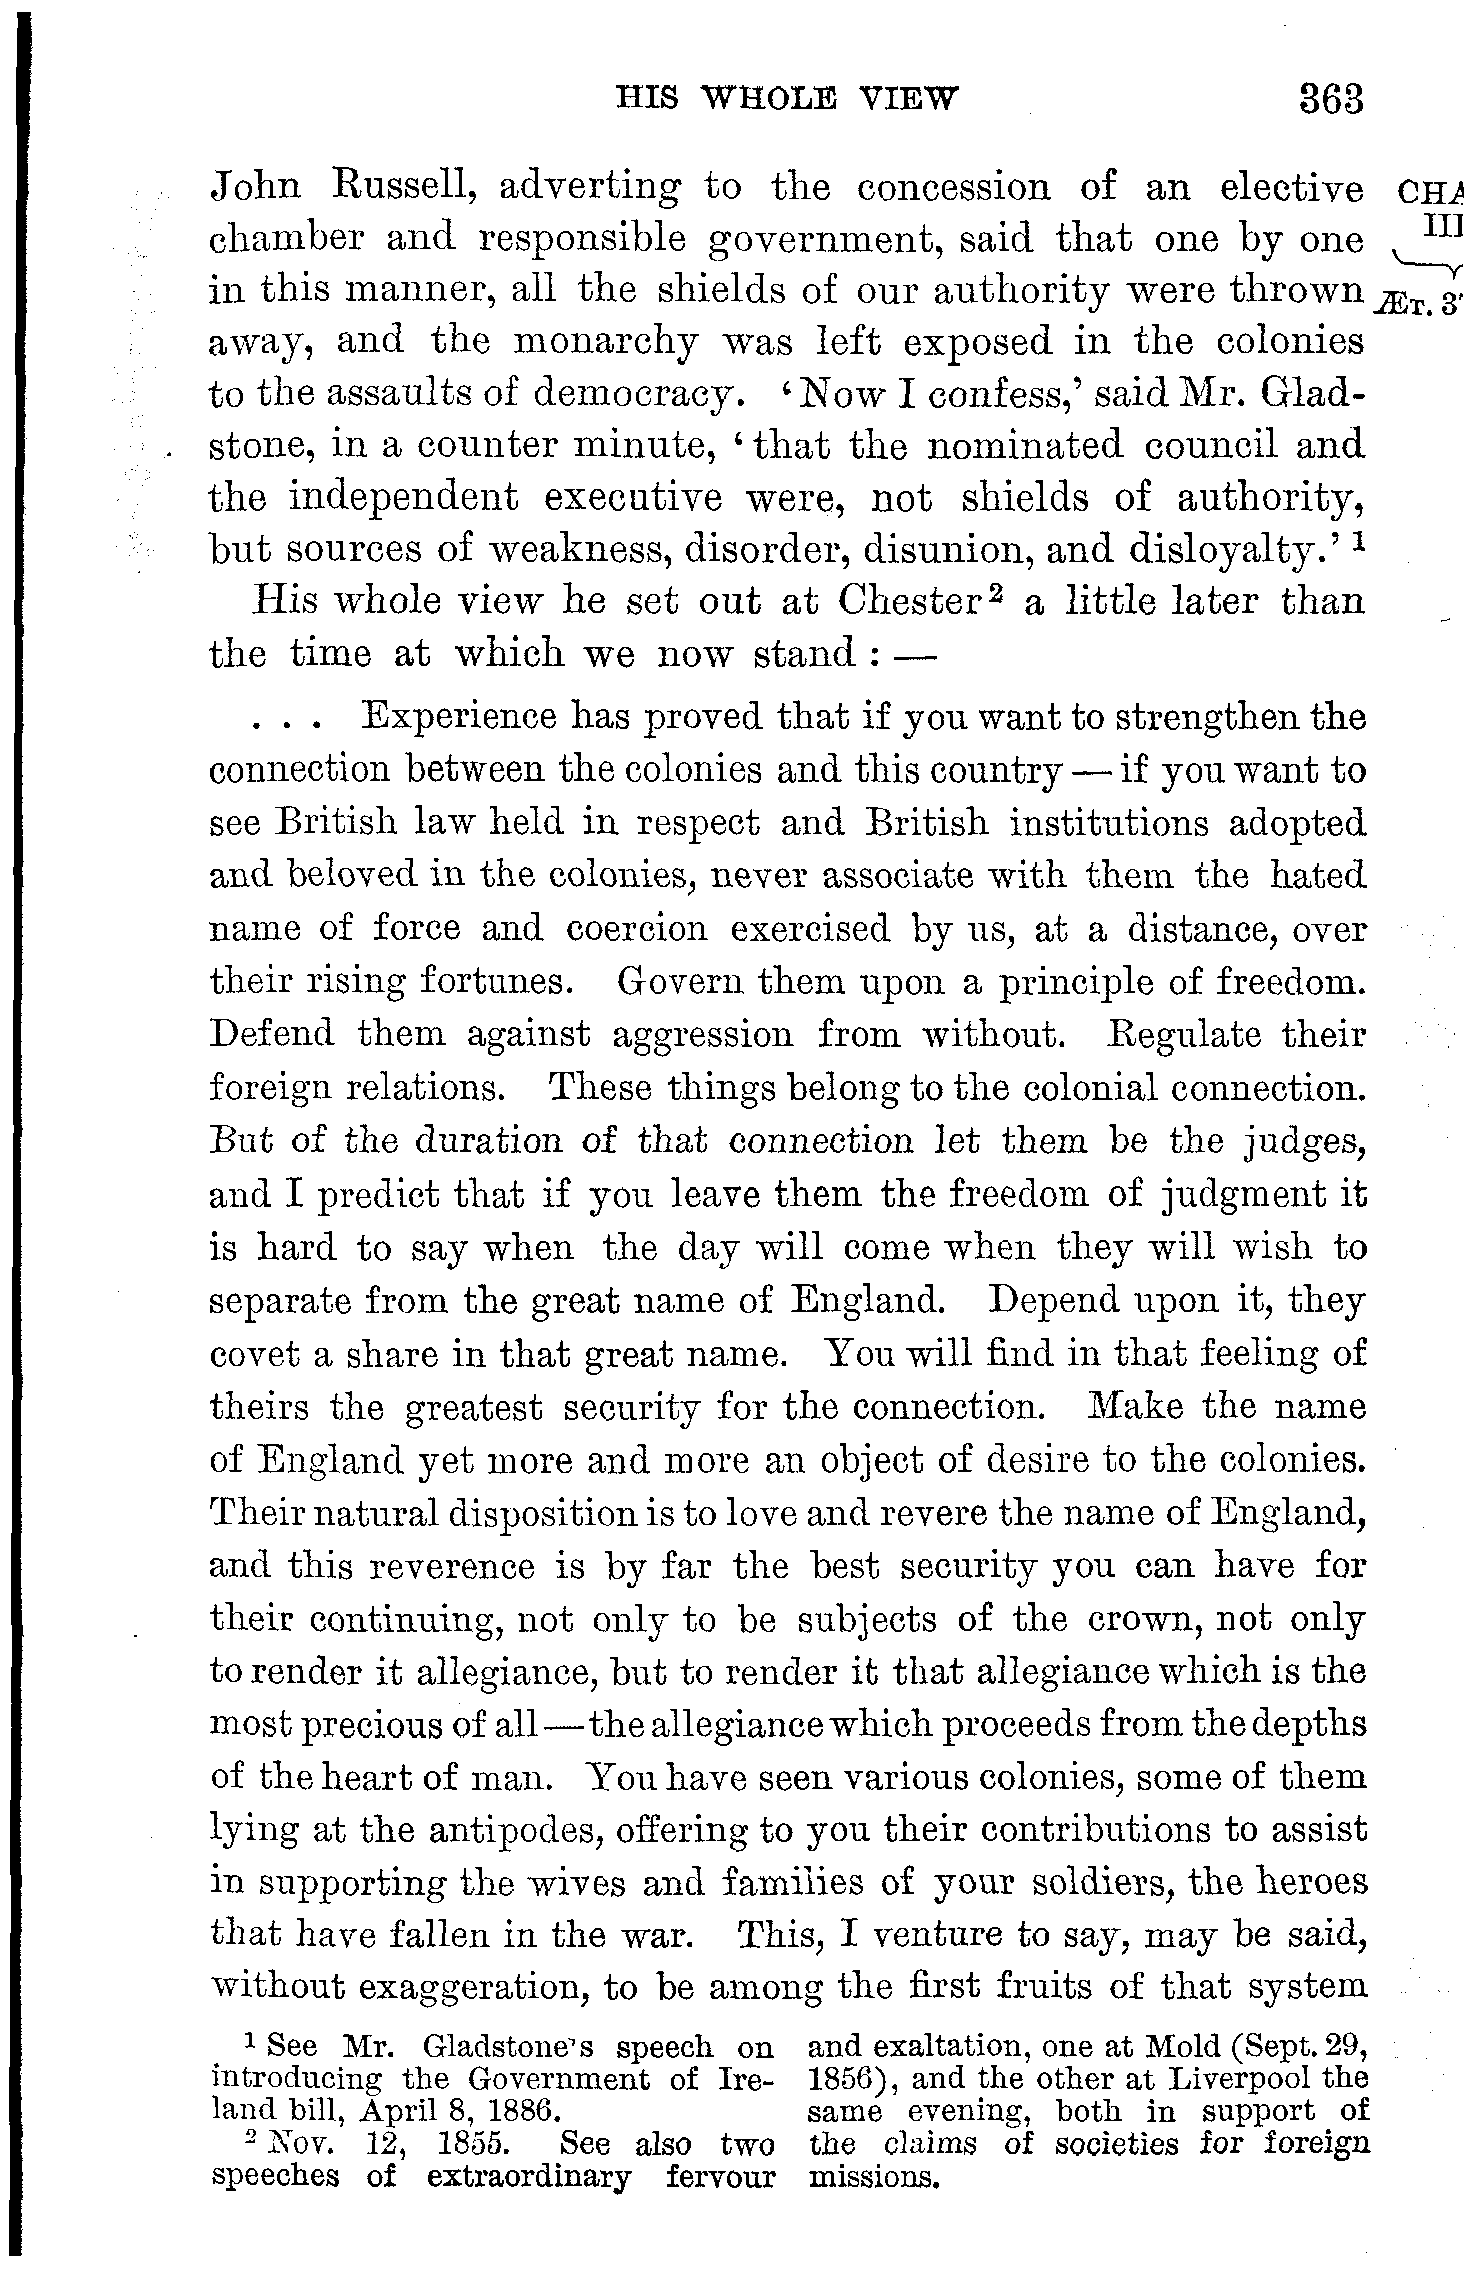 HIS WHOLE VIEW 363
John Russell, adverting to the concession of an elective
chamber and responsible government, said that one by one
in this manner, all the shields of our authority were thrown
away, and the monarchy was left exposed in the colonies
to the assaults of democracy. ‘Now I confess,’ said Mr. Glad-
stone, in a counter minute, ‘that the nominated council and
the independent executive were, not shields of authority,
but sources of weakness, disorder, disunion, and disloyalty.’ 1
His whole view he set out at Chester 2 a little later than
the time at which we now stand : —
. . . Experience has proved that if you want to strengthen the
connection between the colonies and this country — if you want to
see British law held in respect and British institutions adopted
and beloved in the colonies, never associate with them the hated
name of force and coercion exercised by us, at a distance, over
their rising fortunes. Govern them upon a principle of freedom.
Defend them against aggression from without. Regulate their
foreign relations. These things belong to the colonial connection.
But of the duration of that connection let them be the judges,
and I predict that if you leave them the freedom of judgment it
is hard to say when the day will come when they will wish to
separate from the great name of England. Depend upon it, they
covet a share in that great name. You will find in that feeling of
theirs the greatest security for the connection. Make the name
of England yet more and more an object of desire to the colonies.
Their natural disposition is to love and revere the name of England,
and this reverence is by far the best security you can have for
their continuing, not only to be subjects of the crown, not only
to render it allegiance, but to render it that allegiance which is the
most precious of all — the allegiance which proceeds from the depths
of the heart of man. You have seen various colonies, some of them
lying at the antipodes, offering to you their contributions to assist
in supporting the wives and families of your soldiers, the heroes
that have fallen in the war. This, I venture to say, may be said,
without exaggeration, to be among the first fruits of that system
1 See Mr. Gladstone's speech on
introducing the Government of Ire-
land bill, April 8, 1886.
2 Nov. 12, 1855. See also two
speeches of extraordinary fervour
and exaltation, one at Mold (Sept. 29,
1856), and the other at Liverpool the
same evening, both in support of
the claims of societies for foreign
missions.
CHA
III
ÆT. 3